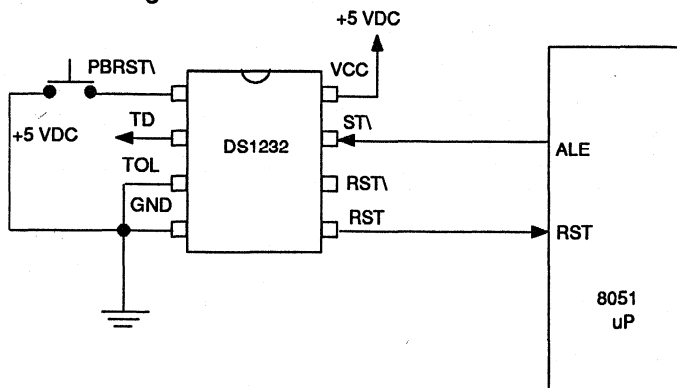 +5 VDC
PBRST\
VCC
TD
+5 VDC
ST\
DS1232
ALE
TOL
RST\
GND
RST
RST
8051
uP